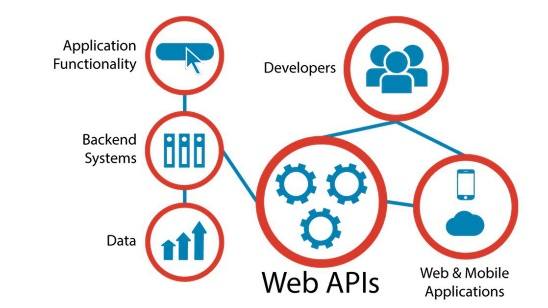 Application
Functionality
Developers
Backend
Systems
Data
Web APIs
Web & Mobile
Applications